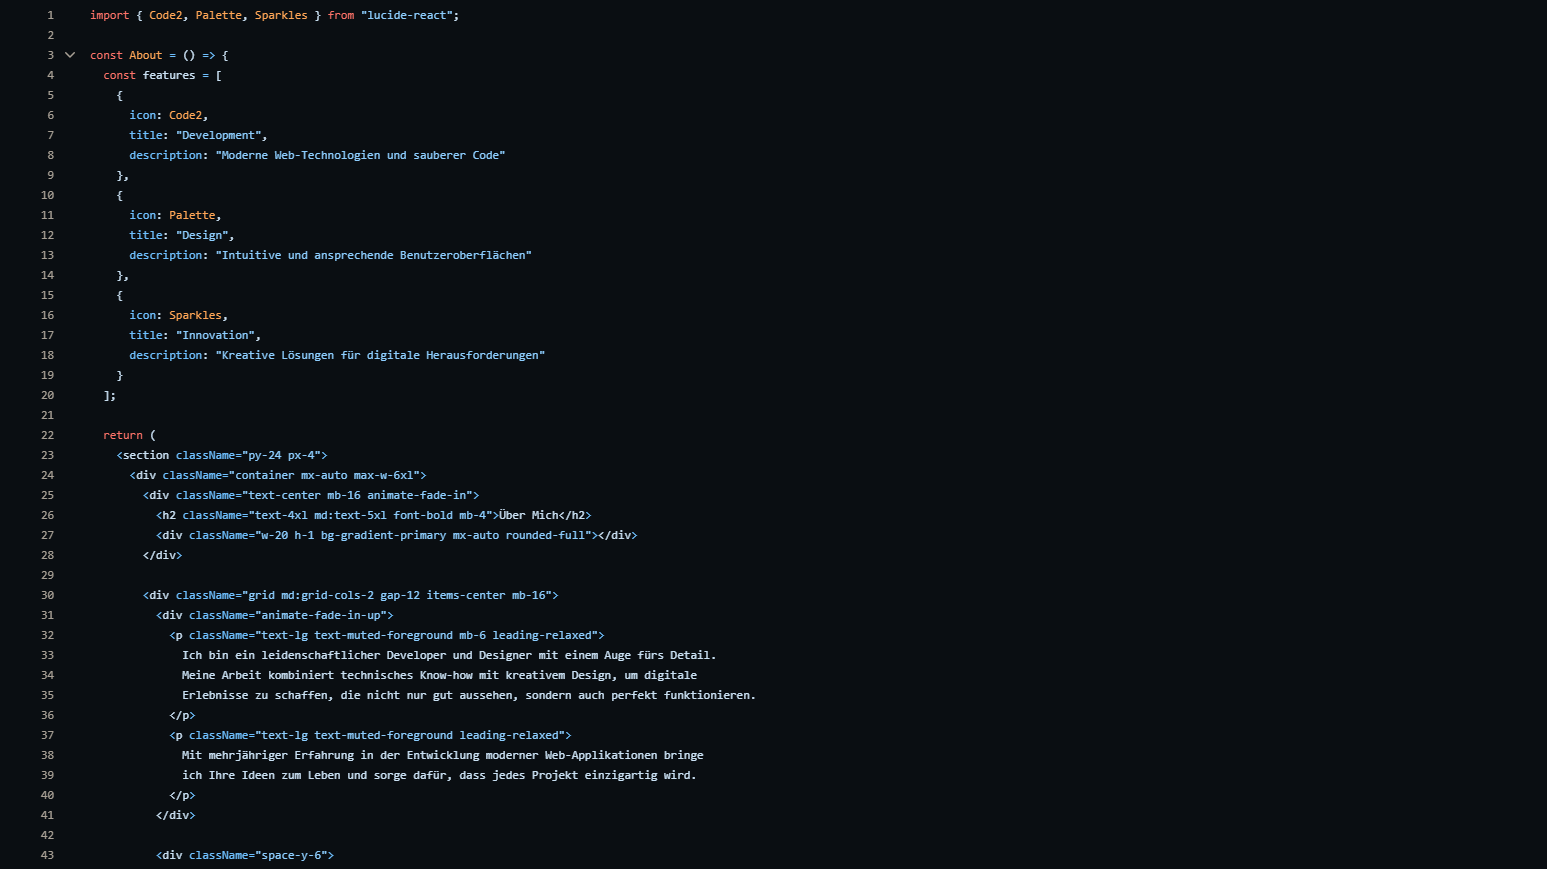 1 import { Code2, Palette, Sparkles } from "lucide-react";
2
3 const About = () => {
4 const features = [
5 {
6 icon: Code2,
7 title: "Development",
8 description: "Moderne Web-Technologien und sauberer Code"
9 },
10 {
11 icon: Palette,
12 title: "Design",
13 description: "Intuitive und ansprechende Benutzeroberflächen"
14 },
15 {
16 icon: Sparkles,
17 title: "Innovation",
18 description: "Kreative Lösungen für digitale Herausforderungen"
19 }
20 ];
21
22 return (
23 <section className="py-24 px-4">
24 <div className="container mx-auto max-w-6xl">
25 <div className="text-center mb-16 animate-fade-in">
26 <h2 className="text-4xl md:text-5xl font-bold mb-4">Über Mich</h2>
27 <div className="w-20 h-1 bg-gradient-primary mx-auto rounded-full"></div>
28 </div>
29
30 <div className="grid md:grid-cols-2 gap-12 items-center mb-16">
31 <div className="animate-fade-in-up">
32 <p className="text-lg text-muted-foreground mb-6 leading-relaxed">
33 Ich bin ein leidenschaftlicher Developer und Designer mit einem Auge fürs Detail.
34 Meine Arbeit kombiniert technisches Know-how mit kreativem Design, um digitale
35 Erlebnisse zu schaffen, die nicht nur gut aussehen, sondern auch perfekt funktionieren.
36 </p>
37 <p className="text-lg text-muted-foreground leading-relaxed">
38 Mit mehrjähriger Erfahrung in der Entwicklung moderner Web-Applikationen bringe
39 ich Ihre Ideen zum Leben und sorge dafür, dass jedes Projekt einzigartig wird.
40 </p>
41 </div>
42
43 <div className="space-y-6">